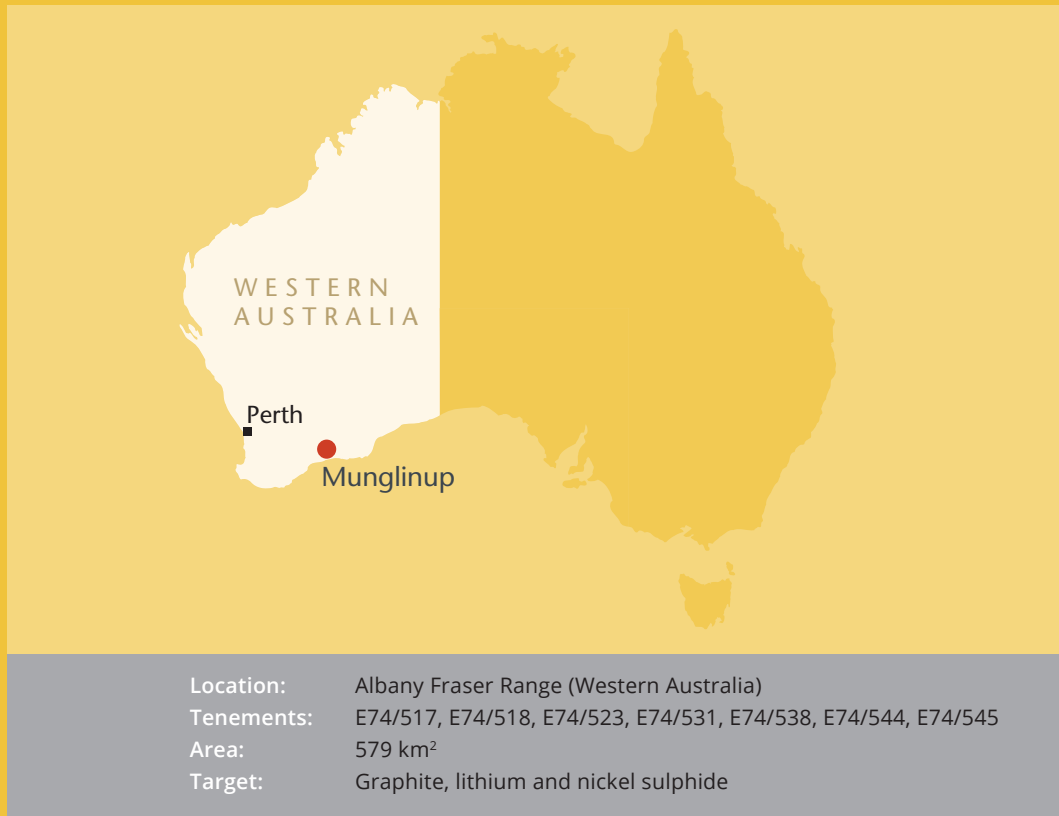 WESTERN
AUSTRALIA
Perth
Munglinup
Location: Albany Fraser Range (Western Australia)
Tenements: E74/517, E74/518, E74/523, E74/531, E74/538, E74/544, E74/545
Area: 579 km²
Target: Graphite, lithium and nickel sulphide